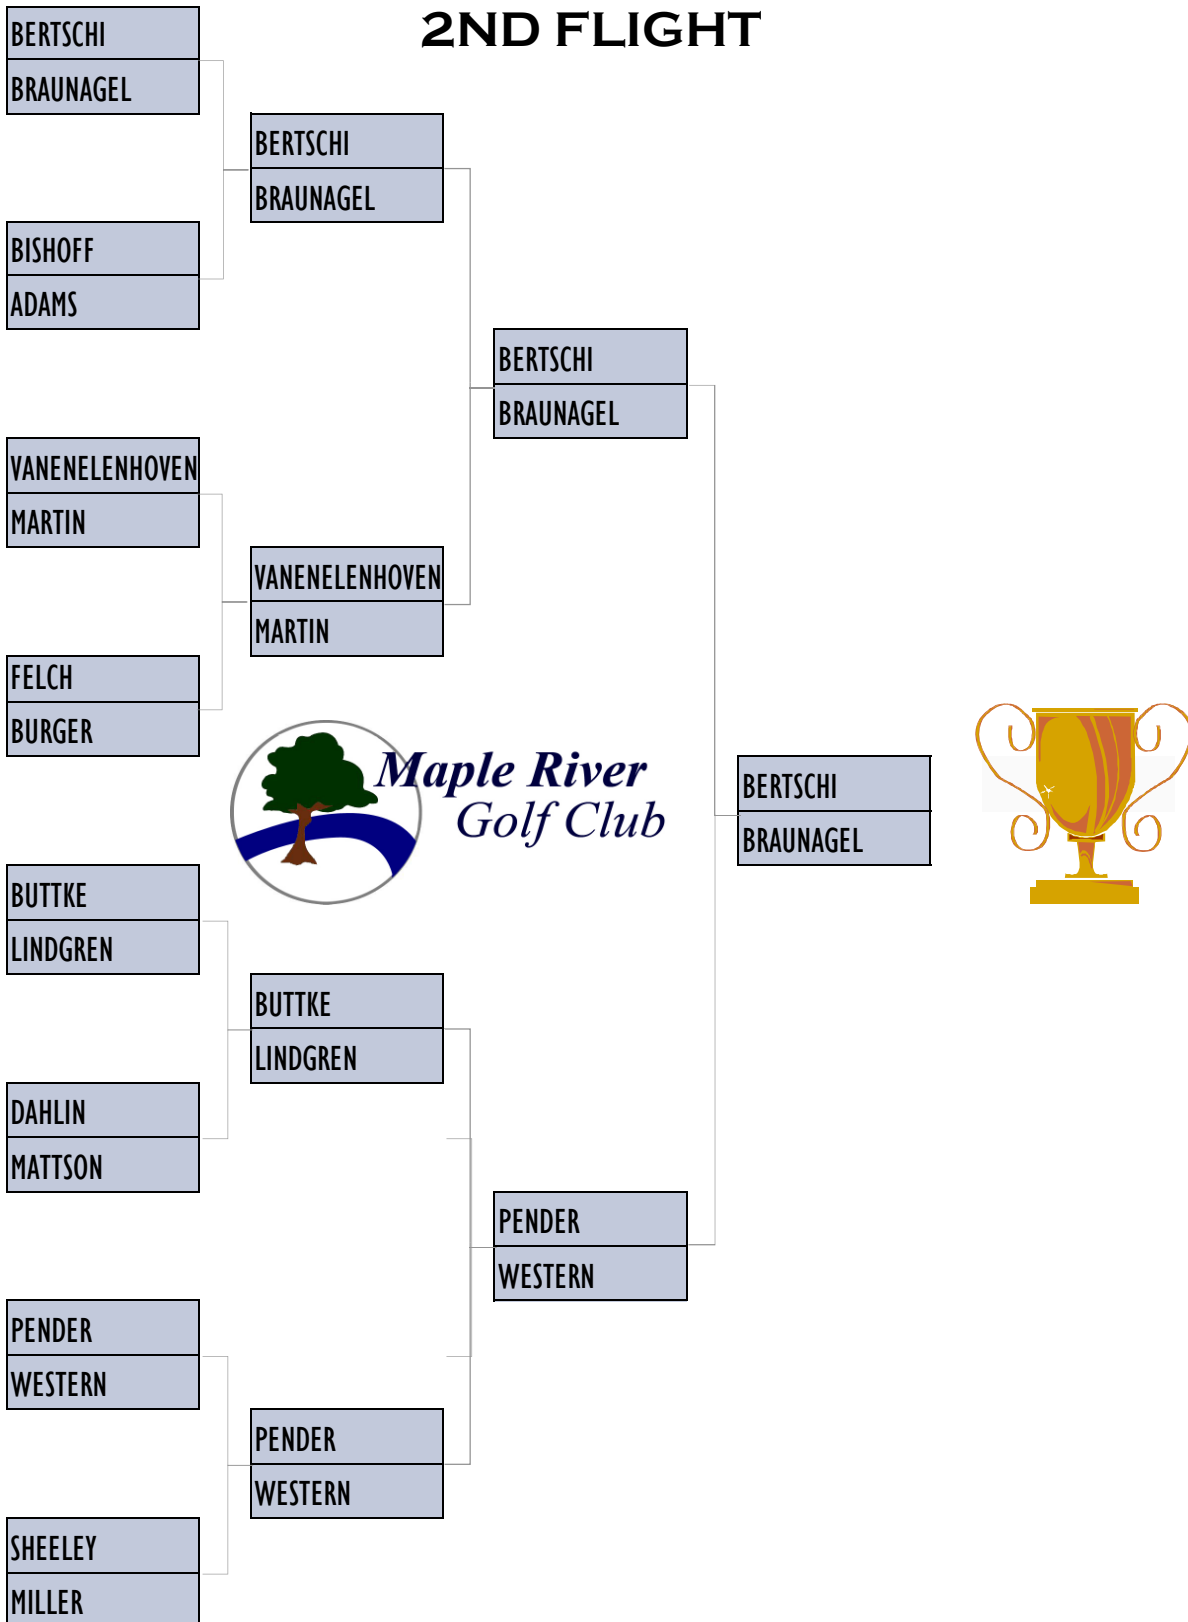 2ND FLIGHT
BERTSCHI
BRAUNAGEL
BERTSCHI
BRAUNAGEL
BISHOFF
ADAMS
BERTSCHI
BRAUNAGEL
VANENELENHOVEN
MARTIN
VANENELENHOVEN
MARTIN
FELCH
BURGER
Maple River
Golf Club
BERTSCHI
BRAUNAGEL
BUTTKE
LINDGREN
BUTTKE
LINDGREN
DAHLIN
MATTSON
PENDER
WESTERN
PENDER
WESTERN
PENDER
WESTERN
SHEELEY
MILLER